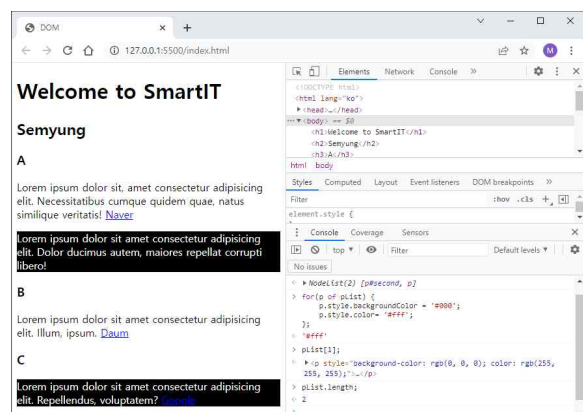 DOM
127.0.0.1:5500/index.html
M
Welcome to SmartIT
Semyung
A
Lorem ipsum dolor sit, amet consectetur adipisicing
elit. Necessitatibus cumque quidem quae, natus
similique veritatis! Naver
Lorem ipsum dolor sit amet consectetur adipisicing
elit. Dolor ducimus autem, maiores repellat corrupti
libero!
B
Lorem ipsum dolor sit amet consectetur adipisicing
elit. Illum, ipsum. Daum
C
Lorem ipsum dolor sit amet consectetur adipisicing
elit. Repellendus, voluptatem? Google
Elements Network Console »
<!DOCTYPE html>
<html lang="ko">
▶<head>…</head>
···▼<body> == $0
<h1>Welcome to SmartIT</h1>
<h2>Semyung</h2>
<h3>A</h3>
html body
Styles Computed Layout Event listeners DOM breakpoints »
Filter :hov .cls +
element.style {
Console Coverage Sensors
top ▼ Filter Default levels ▼
No issues
▶NodeList(2) [p#second, p]
> for(p of pList) {
p.style.backgroundColor = '#000';
p.style.color= '#fff';
};
'#fff'
> pList[1];
▶<p style="background-color: rgb(0, 0, 0); color: rgb(255,
255, 255);">…</p>
> pList.length;
2